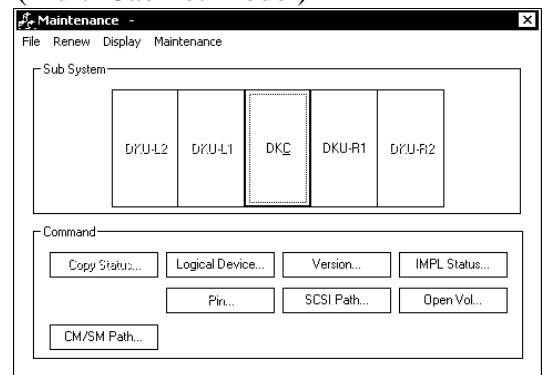 Maintenance -
File Renew Display Maintenance
Sub System
DKU-L2 DKU-L1 DKC DKU-R1 DKU-R2
Command
Copy Status... Logical Device... Version... IMPL Status...
Pin... SCSI Path... Open Vol...
CM/SM Path...